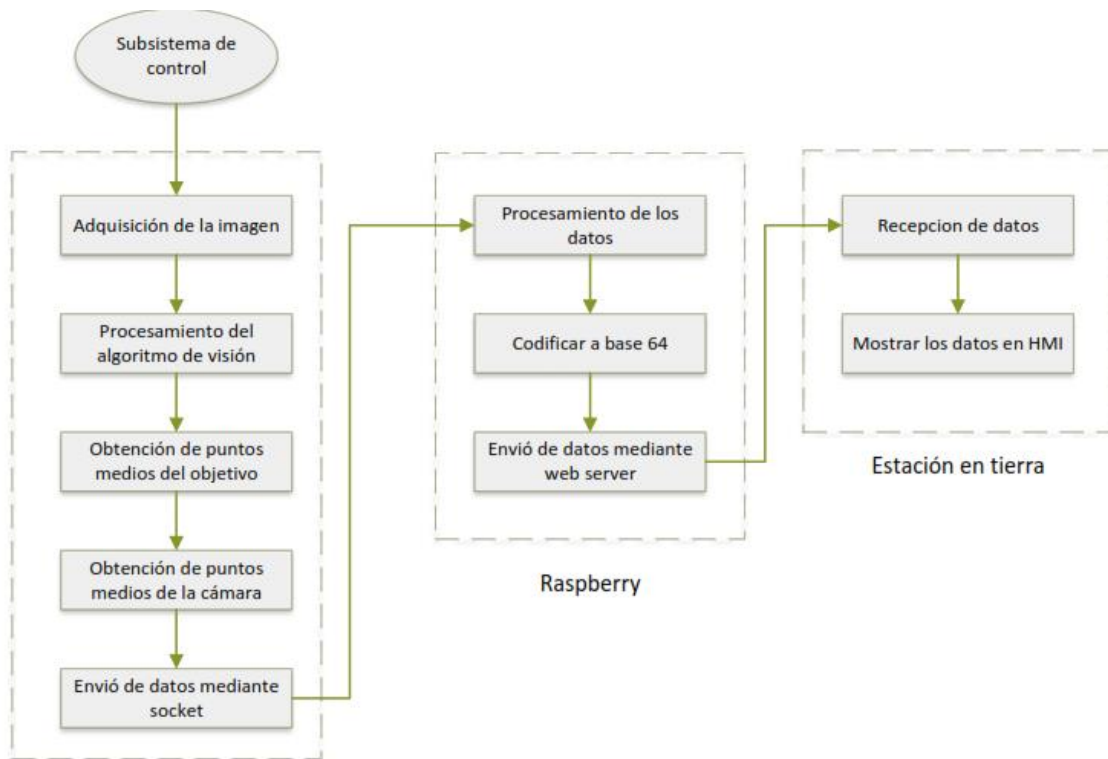 Subsistema de
control
Adquisición de la imagen
Procesamiento del
algoritmo de visión
Obtención de puntos
medios del objetivo
Obtención de puntos
medios de la cámara
Envió de datos mediante
socket
Procesamiento de los
datos
Codificar a base 64
Envió de datos mediante
web server
Raspberry
Recepcion de datos
Mostrar los datos en HMI
Estación en tierra